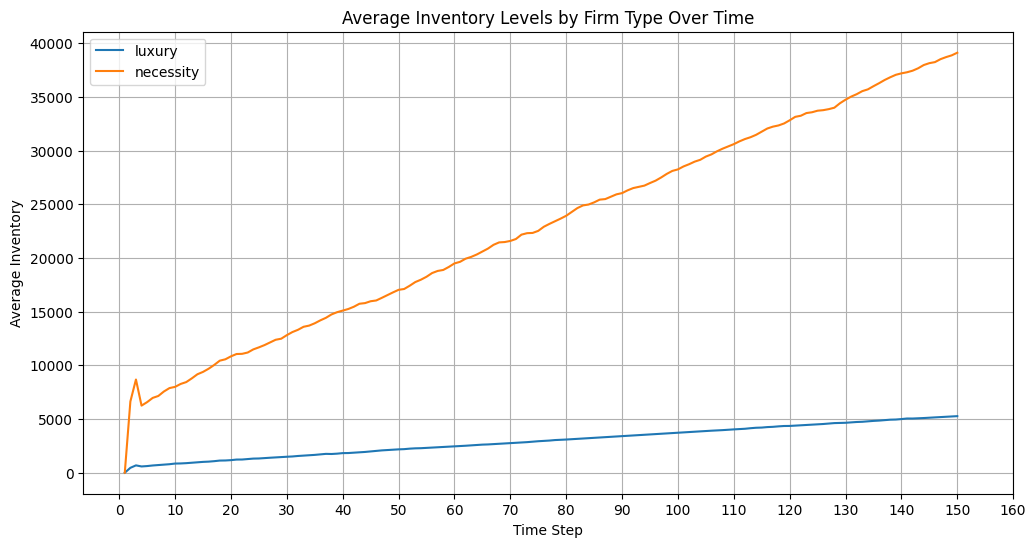 Average Inventory Levels by Firm Type Over Time
luxury
necessity
40000
35000
30000
25000
20000
15000
10000
5000
0
Average Inventory
0 10 20 30 40 50 60 70 80 90 100 110 120 130 140 150 160
Time Step